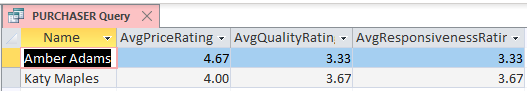 PURCHASER Query
Name AvgPriceRating AvgQualityRating AvgResponsivenessRatir
Amber Adams 4.67 3.33 3.33
Katy Maples 4.00 3.67 3.67